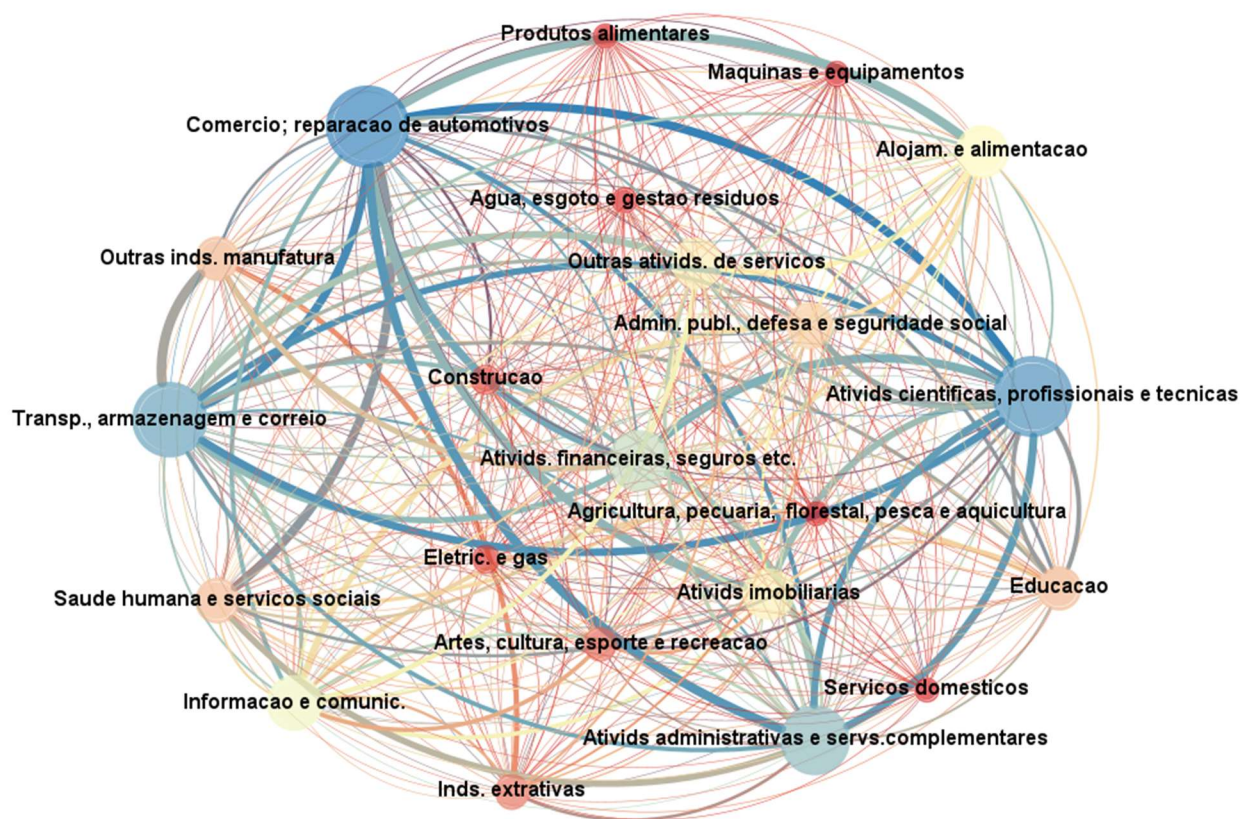 Produtos alimentares
Maquinas e equipamentos
Comercio; reparacao de automotivos
Alojam. e alimentacao
Agua, esgoto e gestao residuos
Outras inds. manufatura
Outras ativids. de servicos
Admin. publ., defesa e seguridade social
Construcao
Ativids cientificas, profissionais e tecnicas
Transp., armazenagem e correio
Ativids. financeiras, seguros etc.
Agricultura, pecuaria, florestal, pesca e aquicultura
Eletric. e gas
Educacao
Ativids imobiliarias
Saude humana e servicos sociais
Artes, cultura, esporte e recreacao
Servicos domesticos
Informacao e comunic.
Ativids administrativas e servs.complementares
Inds. extrativas